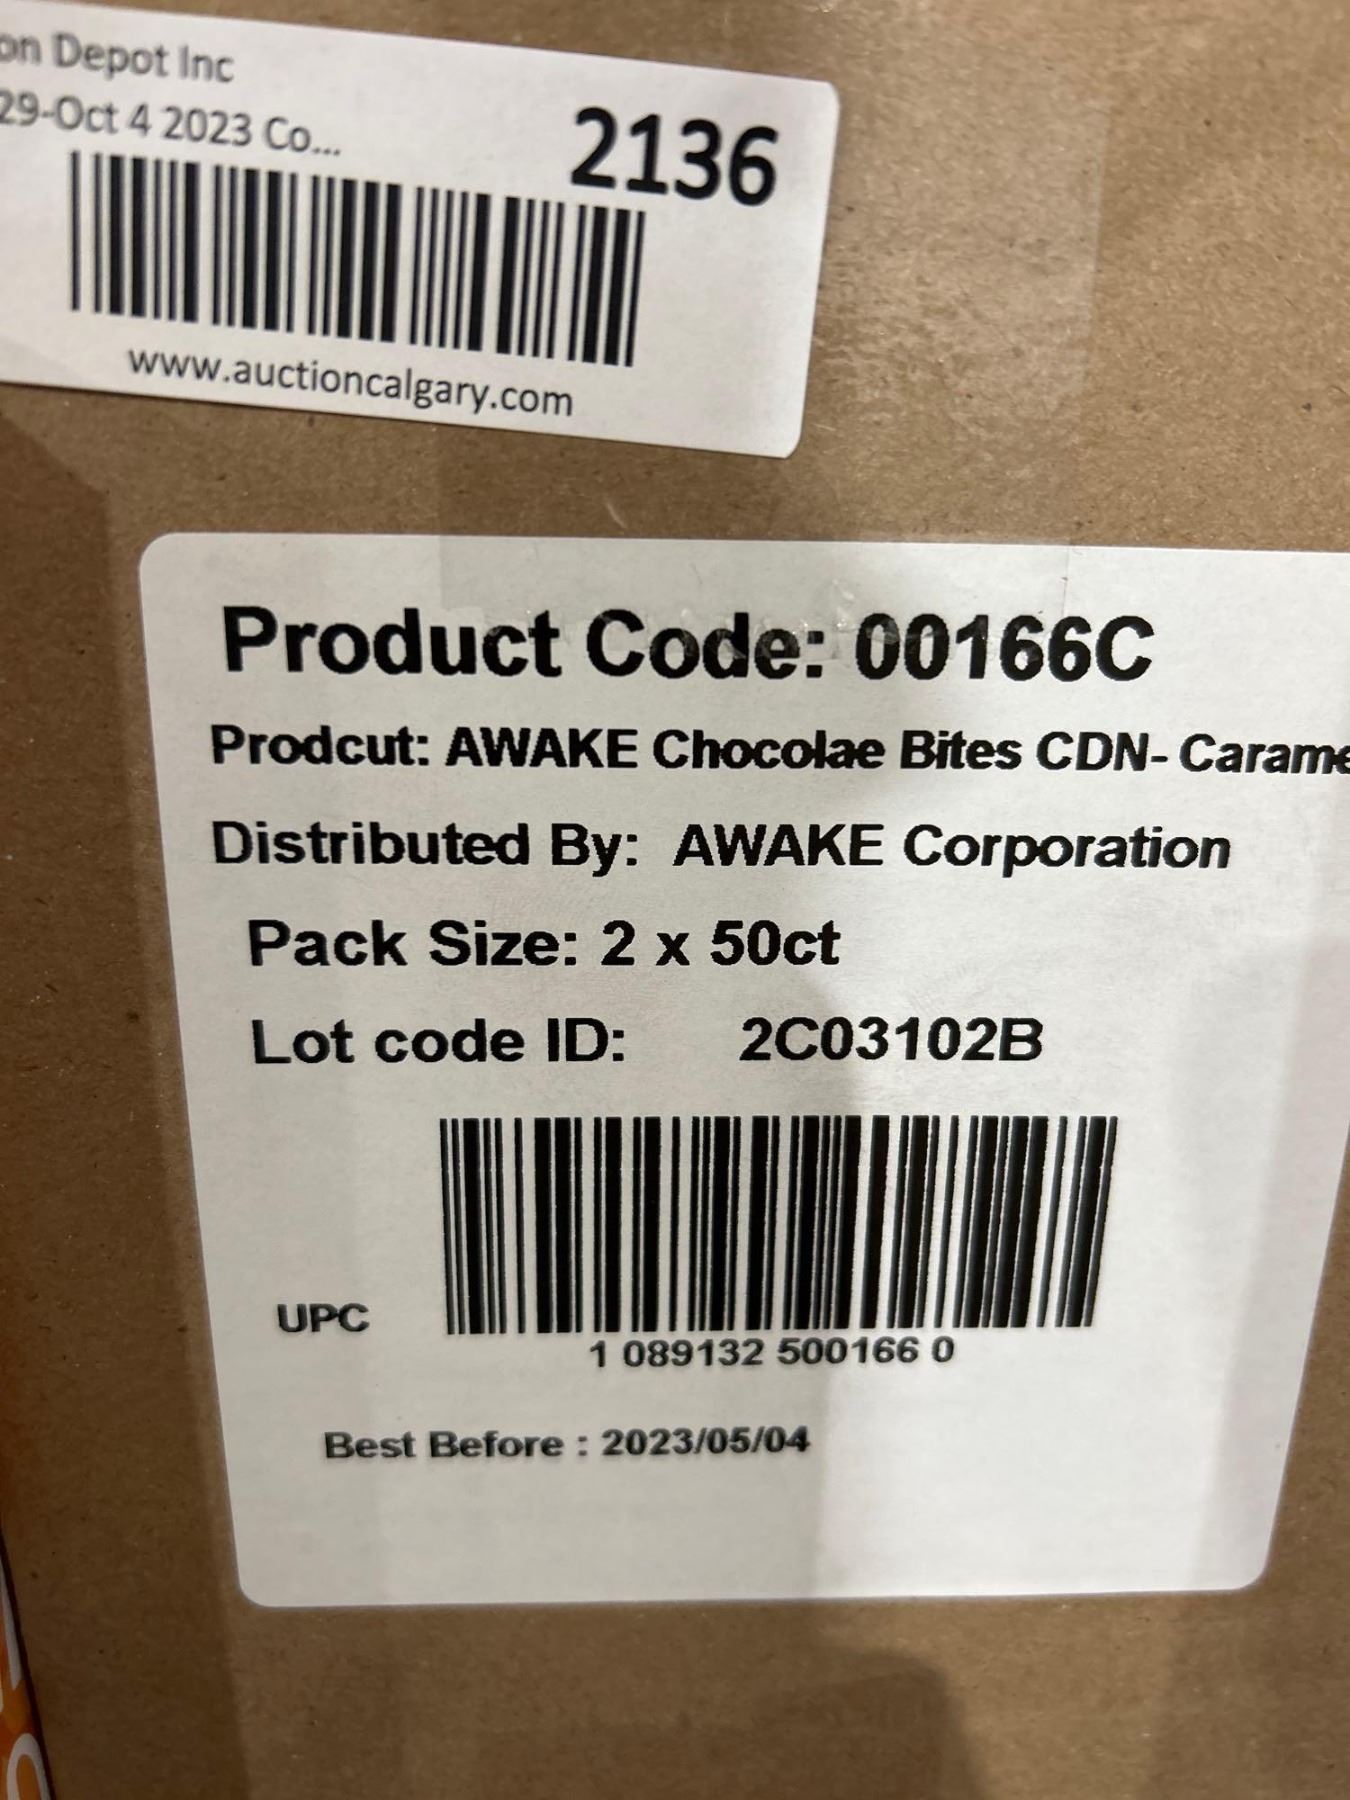 on Depot Inc
29-Oct 4 2023 Co...
2136
www.auctioncalgary.com
Product Code: 00166C
Prodcut: AWAKE Chocolae Bites CDN- Carame
Distributed By: AWAKE Corporation
Pack Size: 2 x 50ct
Lot code ID: 2C03102B
UPC
1 089132 500166 0
Best Before : 2023/05/04